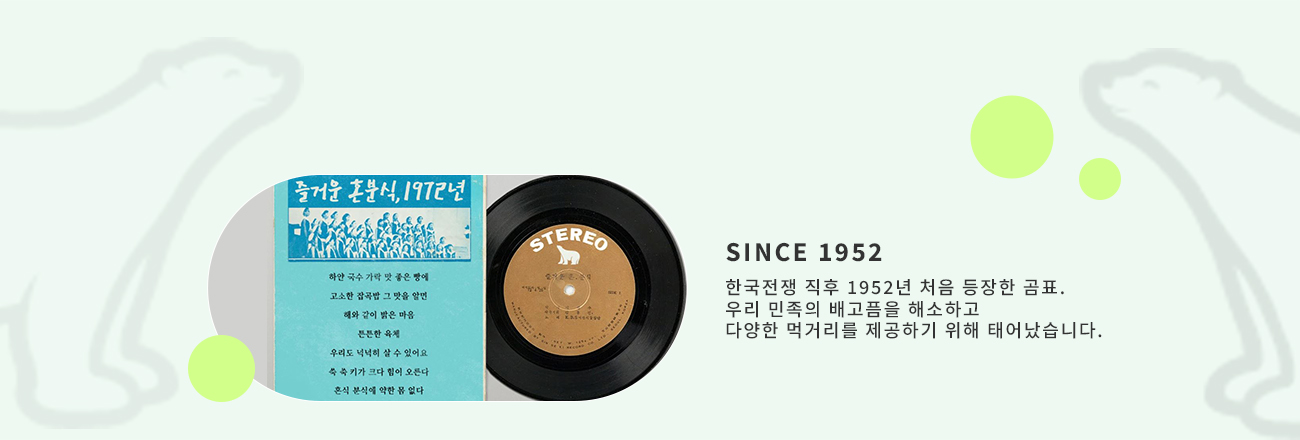 즐거운 혼분식, 1972년
하얀 국수 가락 맛 좋은 빵에
고소한 잡곡밥 그 맛을 알면
해와 같이 밝은 마음
튼튼한 육체
우리도 넉넉히 살 수 있어요
쑥 쑥 키가 크다 힘이 오른다
혼식 분식에 약한 몸 없다
STEREO
SINCE 1952
한국전쟁 직후 1952년 처음 등장한 곰표.
우리 민족의 배고픔을 해소하고
다양한 먹거리를 제공하기 위해 태어났습니다.